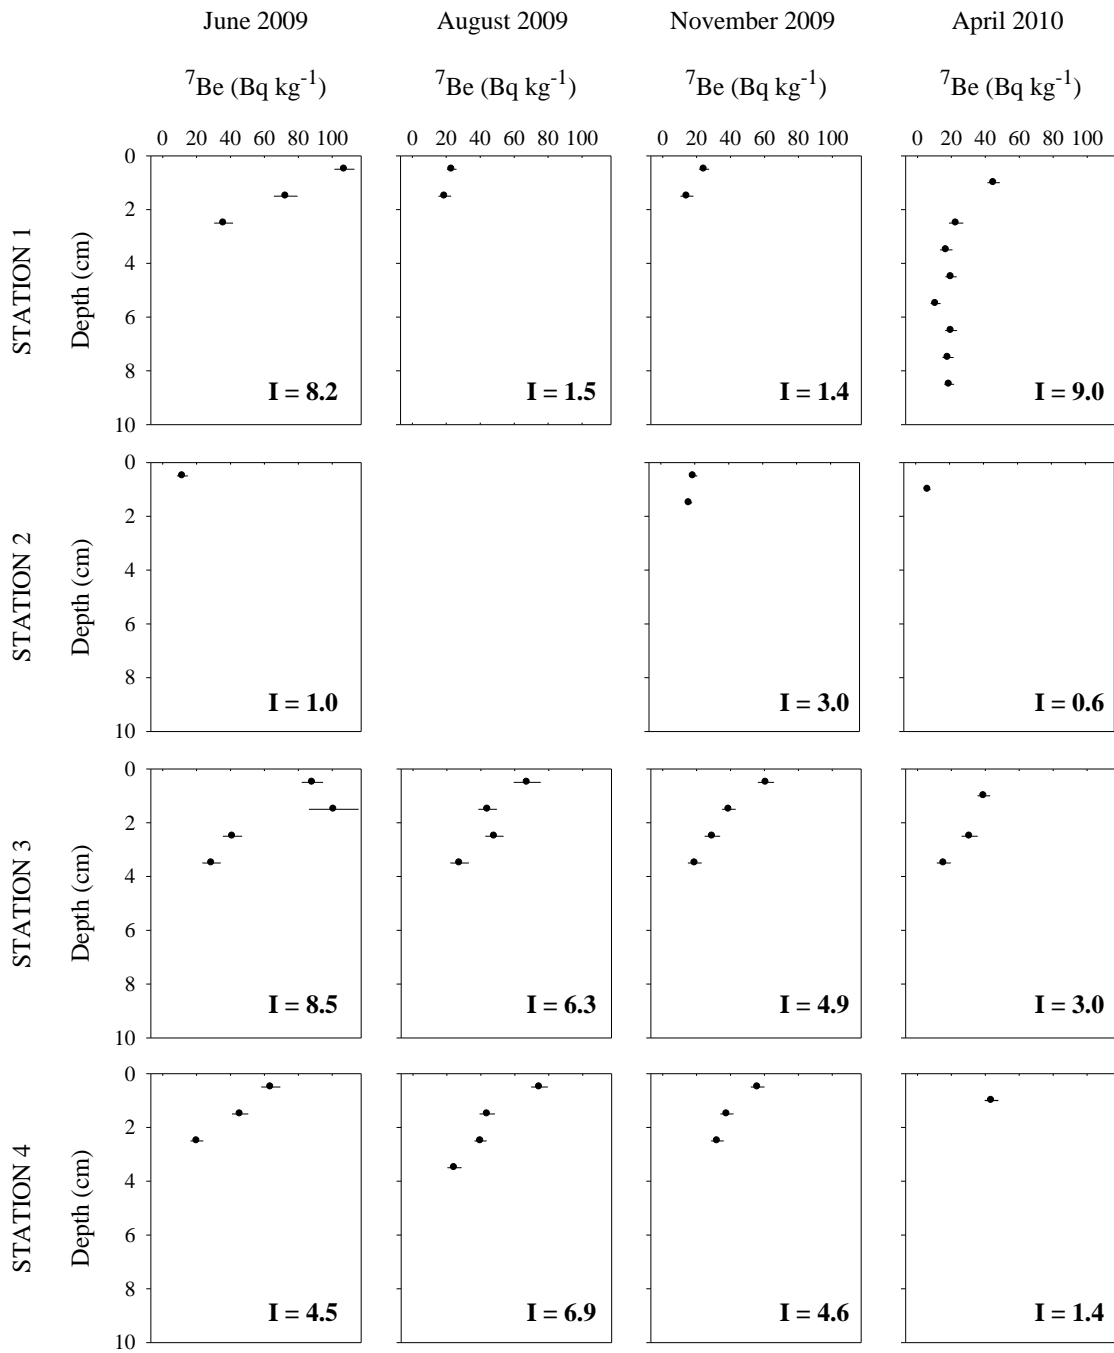 June 2009 August 2009 November 2009 April 2010
⁷Be (Bq kg⁻¹) ⁷Be (Bq kg⁻¹) ⁷Be (Bq kg⁻¹) ⁷Be (Bq kg⁻¹)
0 20 40 60 80 100 0 20 40 60 80 100 0 20 40 60 80 100 0 20 40 60 80 100
STATION 1
Depth (cm)
0
2
4
6
8
10
I = 8.2 I = 1.5 I = 1.4 I = 9.0
STATION 2
Depth (cm)
0
2
4
6
8
10
I = 1.0 I = 3.0 I = 0.6
STATION 3
Depth (cm)
0
2
4
6
8
10
I = 8.5 I = 6.3 I = 4.9 I = 3.0
STATION 4
Depth (cm)
0
2
4
6
8
10
I = 4.5 I = 6.9 I = 4.6 I = 1.4